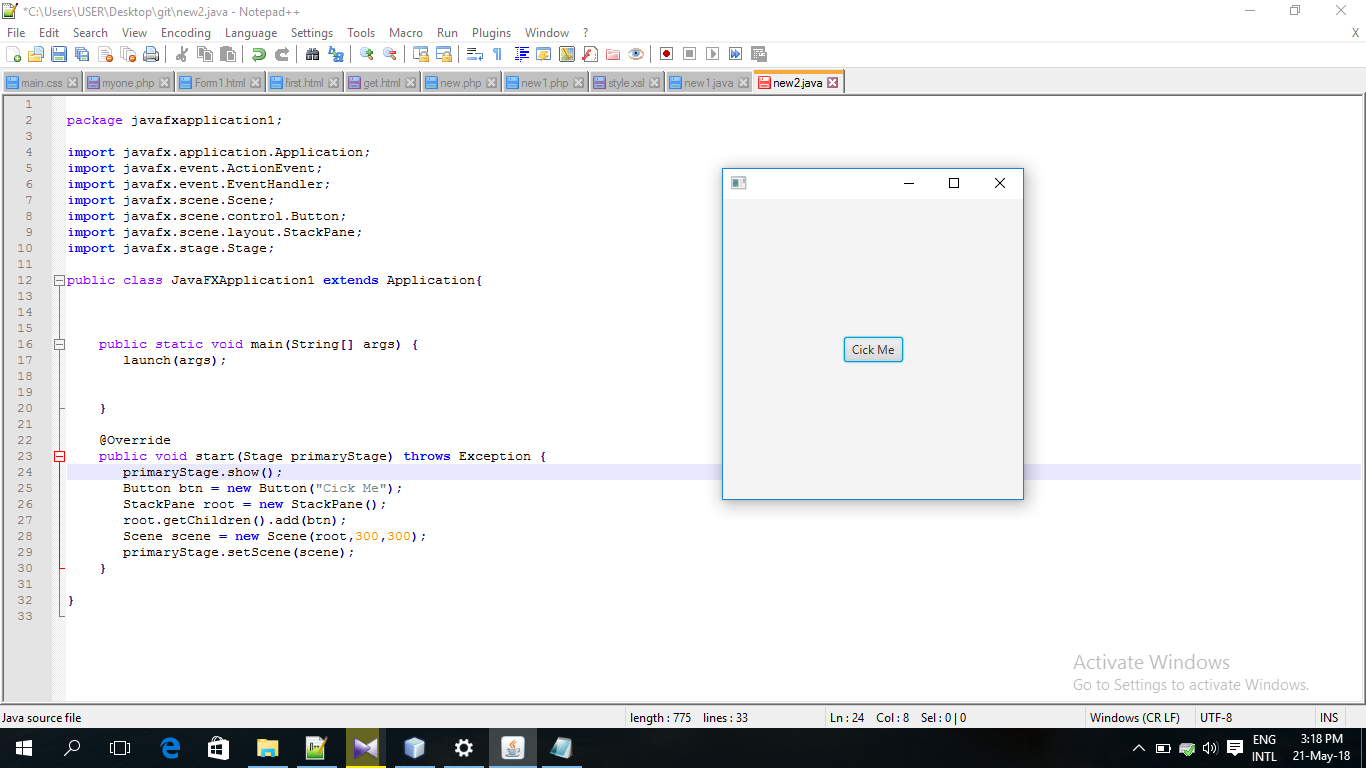 *C:\Users\USER\Desktop\git\new2.java - Notepad++
File Edit Search View Encoding Language Settings Tools Macro Run Plugins Window ? X
main.css myone.php Form1.html first.html get.html new.php new1.php style.xsl new1.java new2.java
1
2 package javafxapplication1;
3
4 import javafx.application.Application;
5 import javafx.event.ActionEvent;
6 import javafx.event.EventHandler;
7 import javafx.scene.Scene;
8 import javafx.scene.control.Button;
9 import javafx.scene.layout.StackPane;
10 import javafx.stage.Stage;
11
12 public class JavaFXApplication1 extends Application{
13
14
15
16 public static void main(String[] args) {
17 launch(args);
18
19
20 }
21
22 @Override
23 public void start(Stage primaryStage) throws Exception {
24 primaryStage.show();
25 Button btn = new Button("Cick Me");
26 StackPane root = new StackPane();
27 root.getChildren().add(btn);
28 Scene scene = new Scene(root,300,300);
29 primaryStage.setScene(scene);
30 }
31
32 }
33
Cick Me
Activate Windows
Go to Settings to activate Windows.
Java source file length : 775 lines : 33 Ln : 24 Col : 8 Sel : 0 | 0 Windows (CR LF) UTF-8 INS
ENG
INTL
3:18 PM
21-May-18